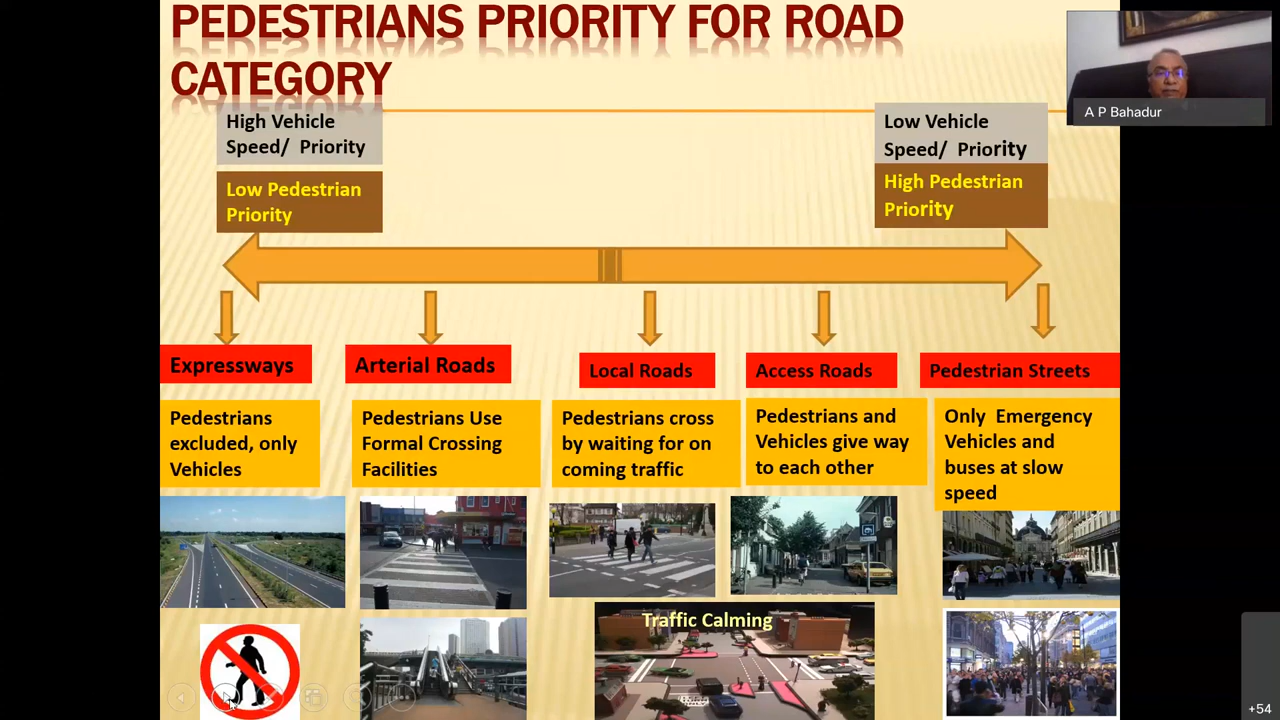 PEDESTRIANS PRIORITY FOR ROAD
CATEGORY
A P Bahadur
High Vehicle
Speed/ Priority
Low Pedestrian
Priority
Low Vehicle
Speed/ Priority
High Pedestrian
Priority
Expressways
Arterial Roads
Local Roads
Access Roads
Pedestrian Streets
Pedestrians
excluded, only
Vehicles
Pedestrians Use
Formal Crossing
Facilities
Pedestrians cross
by waiting for on
coming traffic
Pedestrians and
Vehicles give way
to each other
Only Emergency
Vehicles and
buses at slow
speed
Traffic Calming
+54